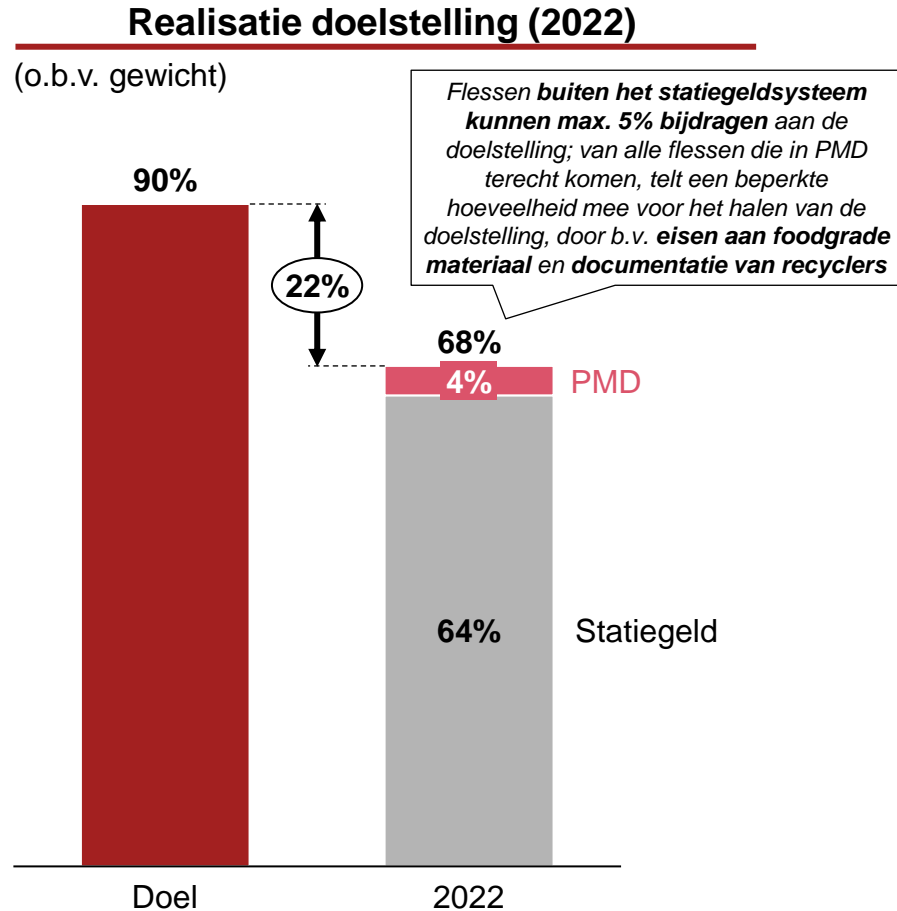 Realisatie doelstelling (2022)
(o.b.v. gewicht)
Flessen buiten het statiegeldsysteem
kunnen max. 5% bijdragen aan de
doelstelling; van alle flessen die in PMD
terecht komen, telt een beperkte
hoeveelheid mee voor het halen van de
doelstelling, door b.v. eisen aan foodgrade
materiaal en documentatie van recyclers
90%
22%
68%
4%
PMD
64%
Statiegeld
Doel
2022